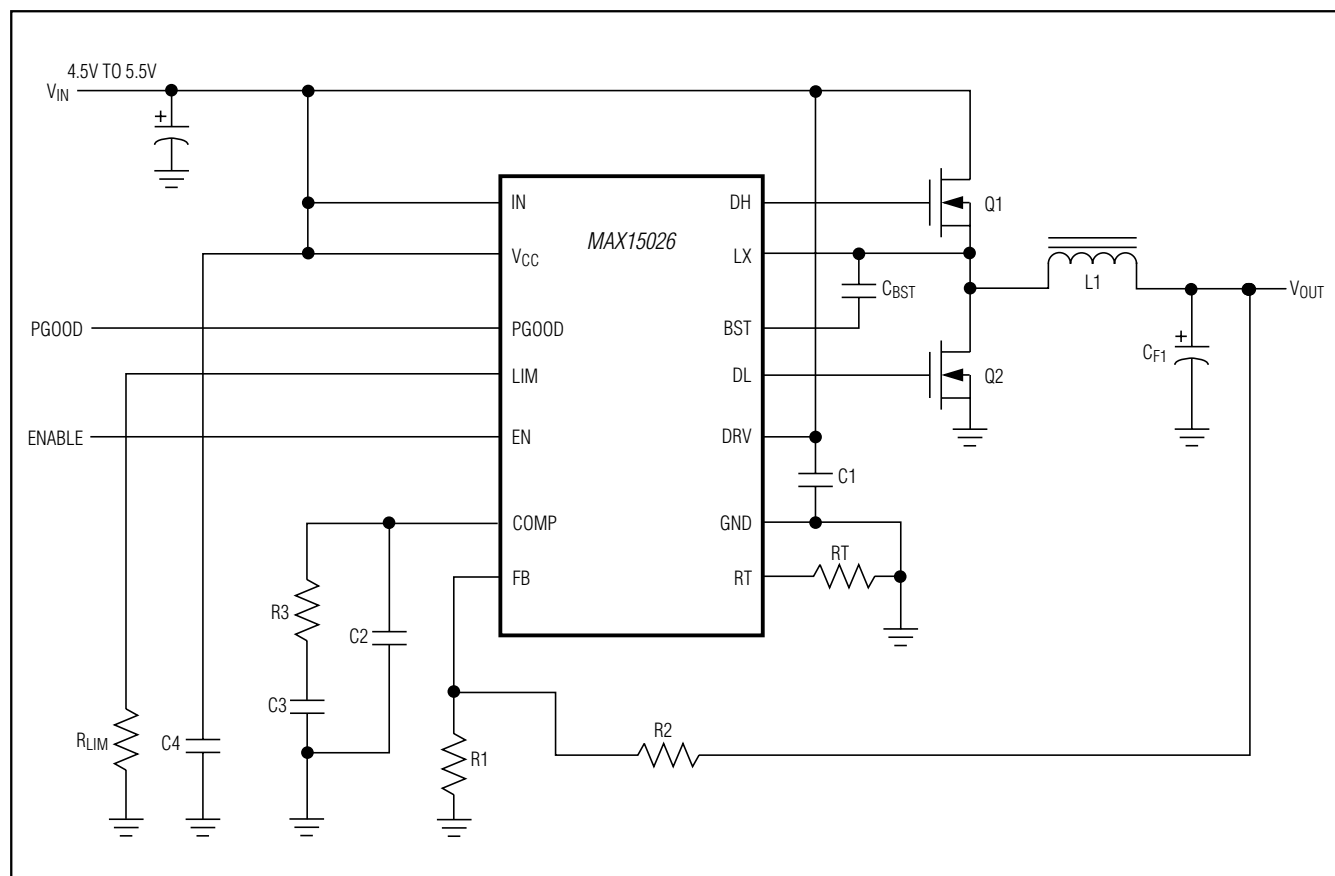 4.5V TO 5.5V
VIN
MAX15026
IN
VCC
PGOOD
PGOOD
LIM
ENABLE
EN
COMP
FB
DH
LX
BST
DL
DRV
GND
RT
Q1
CBST
Q2
L1
VOUT
CF1
C1
RT
R3
C2
C3
RLIM
C4
R1
R2